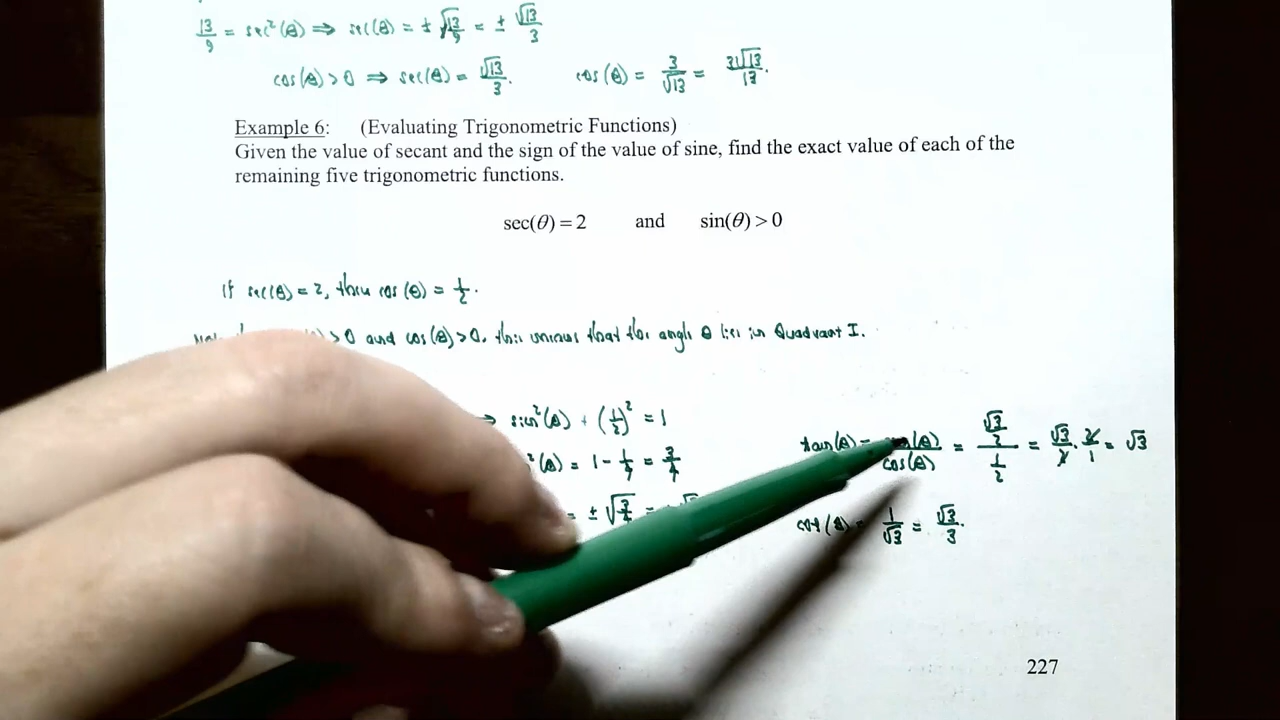 13/9 = sec²(θ) ⇒ sec(θ) = ± √(13/9) = ± √13/3
cos(θ) > 0 ⇒ sec(θ) = √13/3. cos(θ) = 3/√13 = 3√13/13.
Example 6: (Evaluating Trigonometric Functions)
Given the value of secant and the sign of the value of sine, find the exact value of each of the
remaining five trigonometric functions.
sec(θ) = 2 and sin(θ) > 0
If sec(θ) = 2, then cos(θ) = 1/2.
) > 0 and cos(θ) > 0, this means that the angle θ lies in Quadrant I.
⇒ sin²(θ) + (1/2)² = 1
²(θ) = 1 - 1/4 = 3/4
= ± √(3/4) =
tan(θ) = (θ)/cos(θ) = (√3/2)/(1/2) = √3/2 · 2/1 = √3
cot(θ) = 1/√3 = √3/3.
227